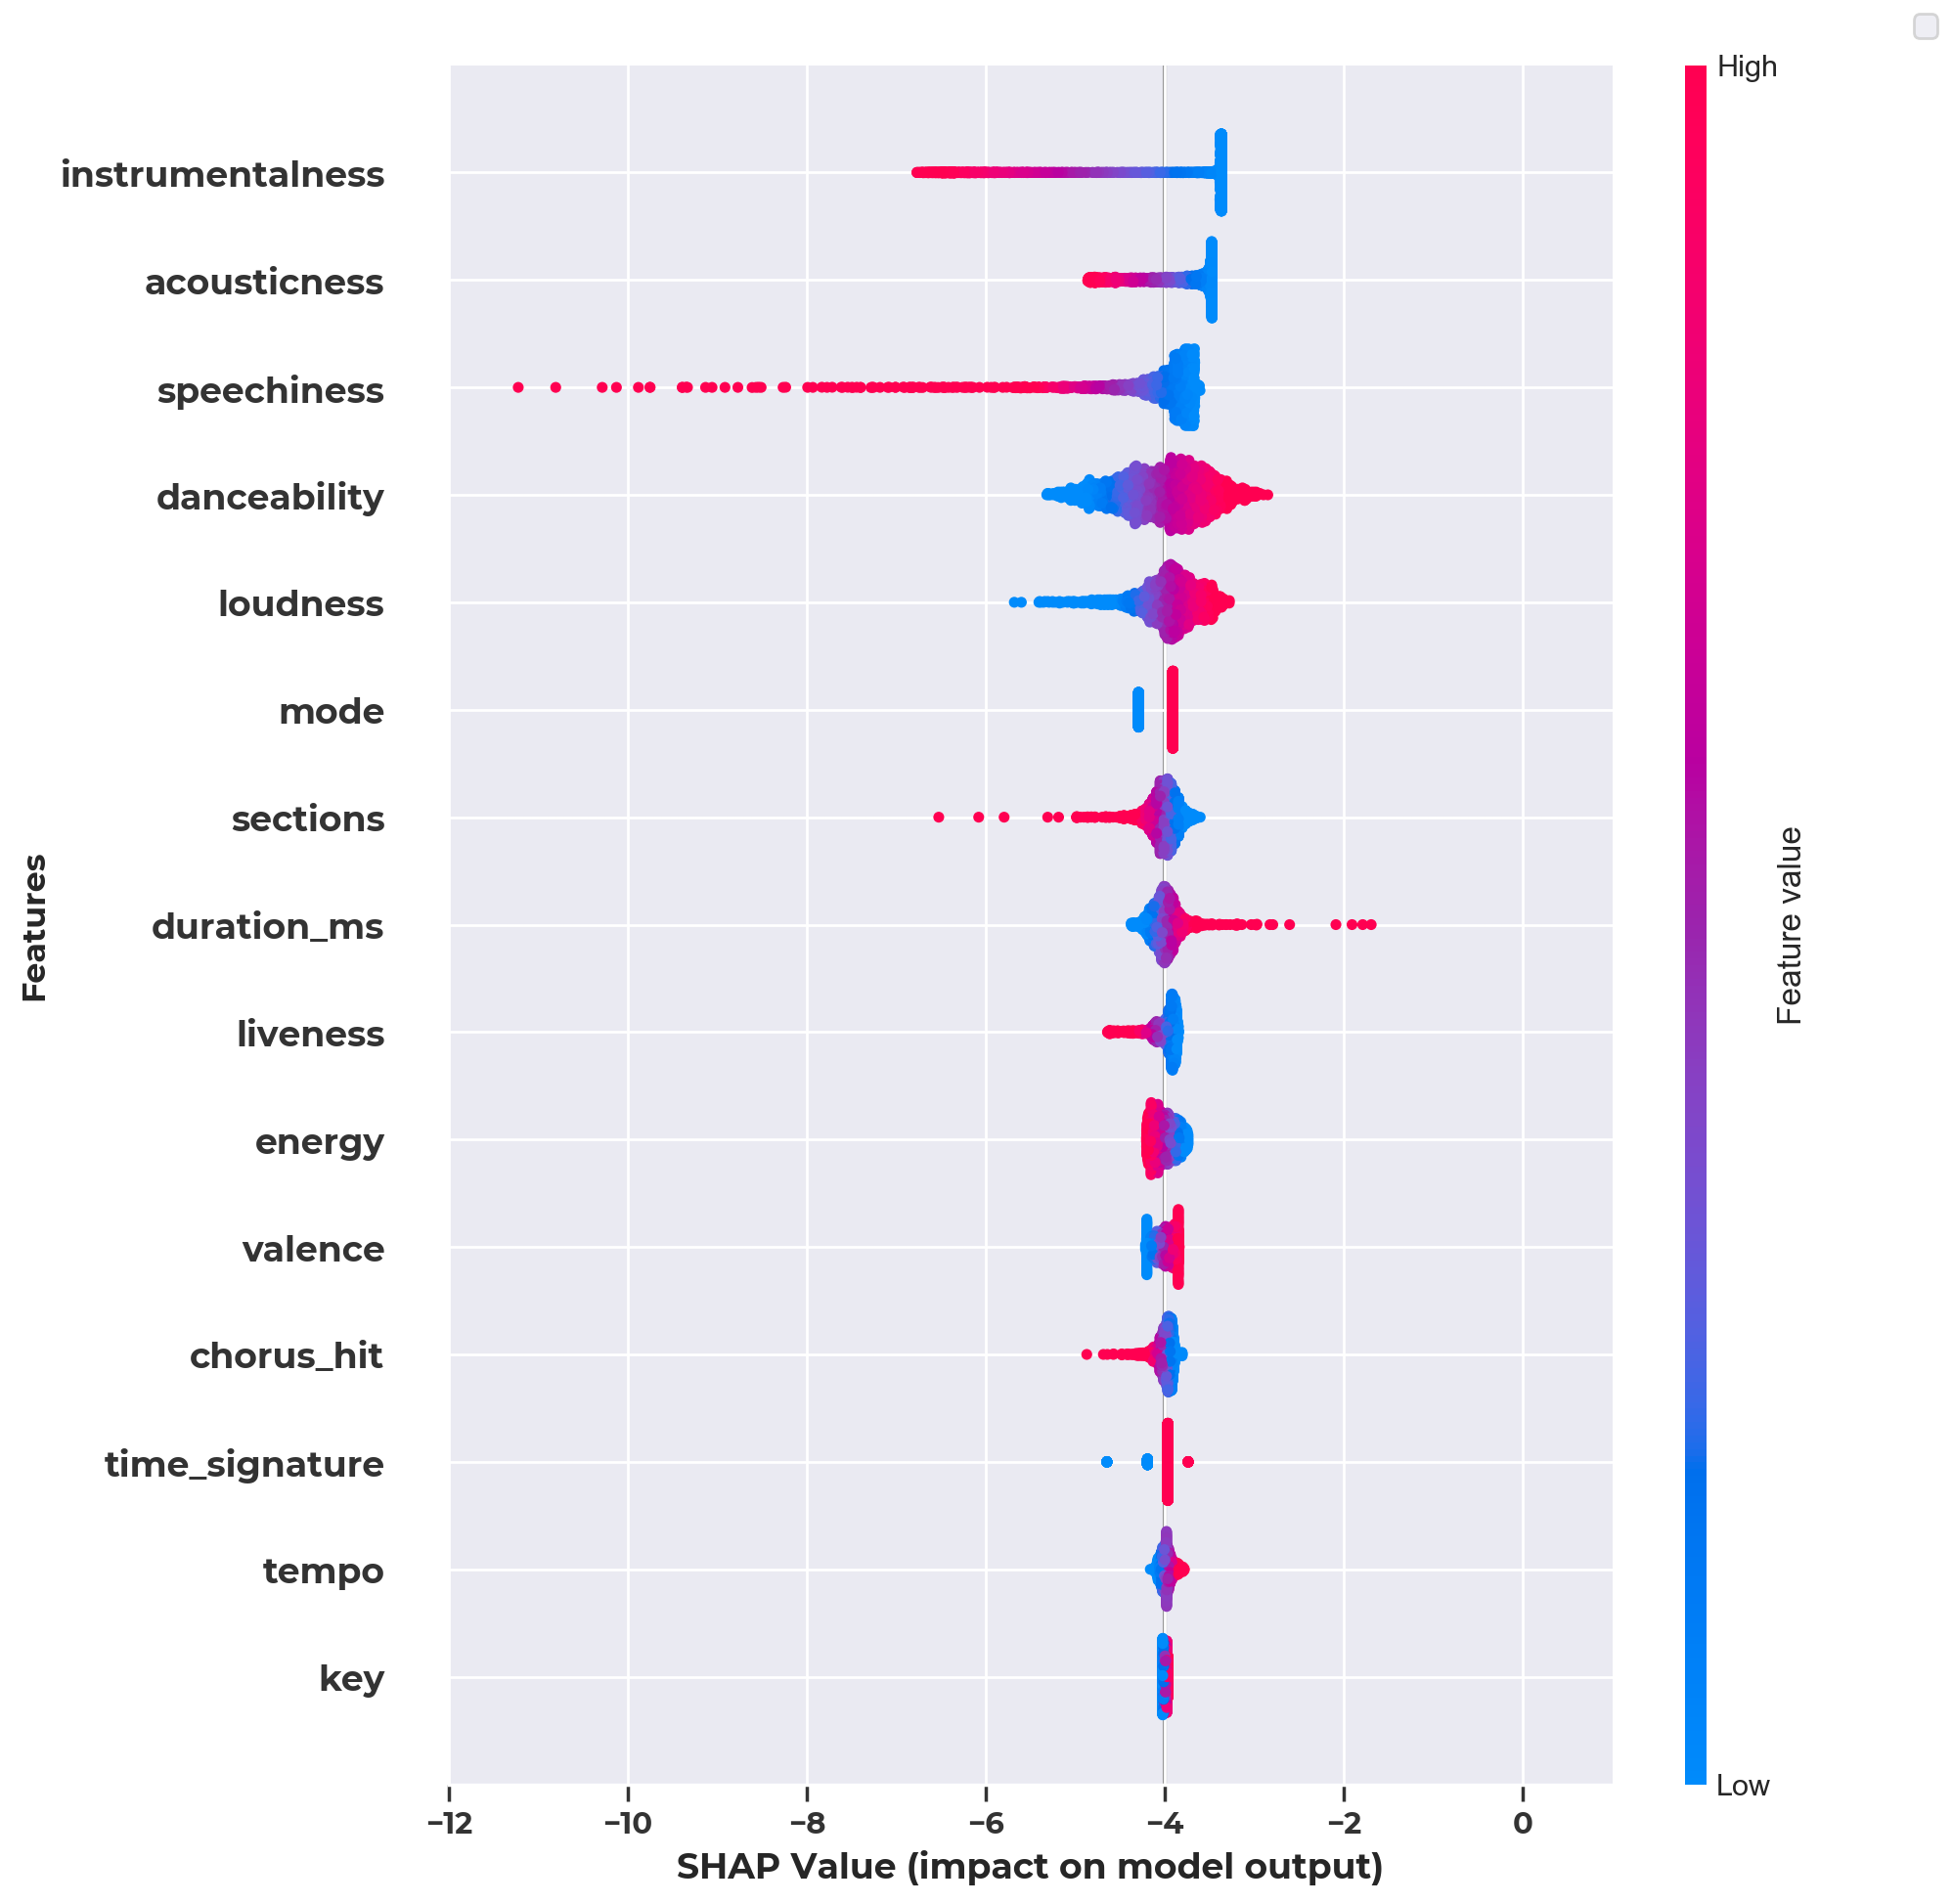 High
instrumentalness
acousticness
speechiness
danceability
loudness
mode
sections
duration_ms
liveness
energy
valence
chorus_hit
time_signature
tempo
key
Features
Feature value
Low
−12 −10 −8 −6 −4 −2 0
SHAP Value (impact on model output)